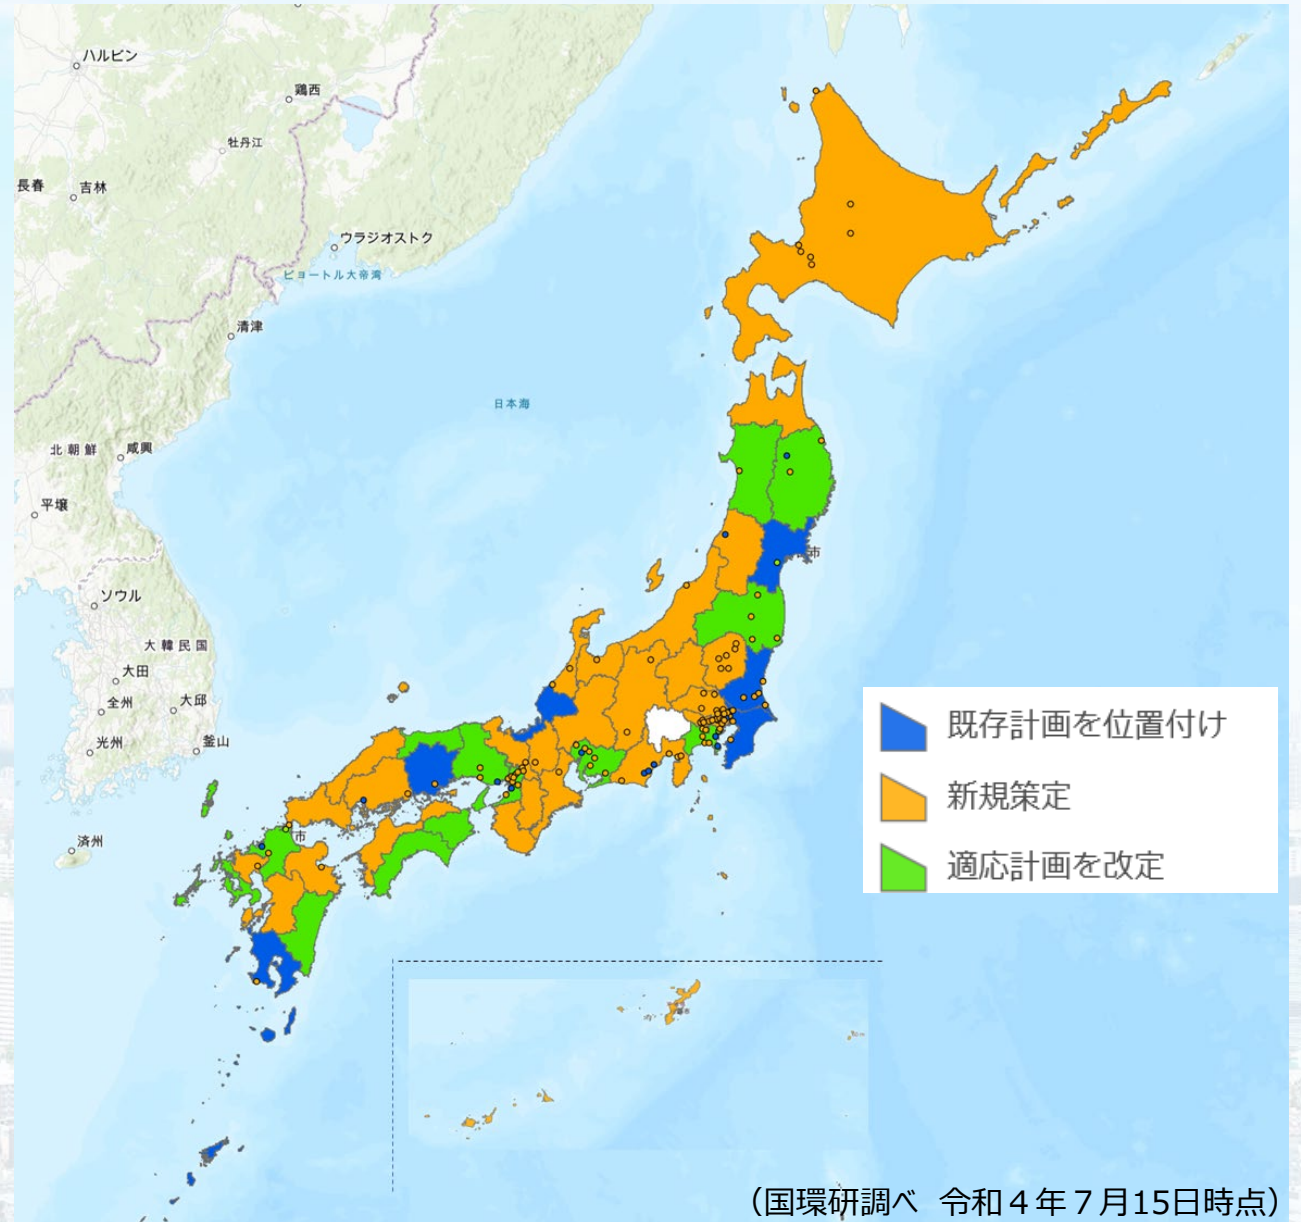 ハルビン
鶏西
牡丹江
長春
吉林
ウラジオストク
ピョートル大帝湾
清津
日本海
北朝鮮
咸興
平壌
市
ソウル
大韓民国
大田
全州
大邱
光州
釜山
済州
市
既存計画を位置付け
新規策定
適応計画を改定
（国環研調べ 令和４年７月15日時点）